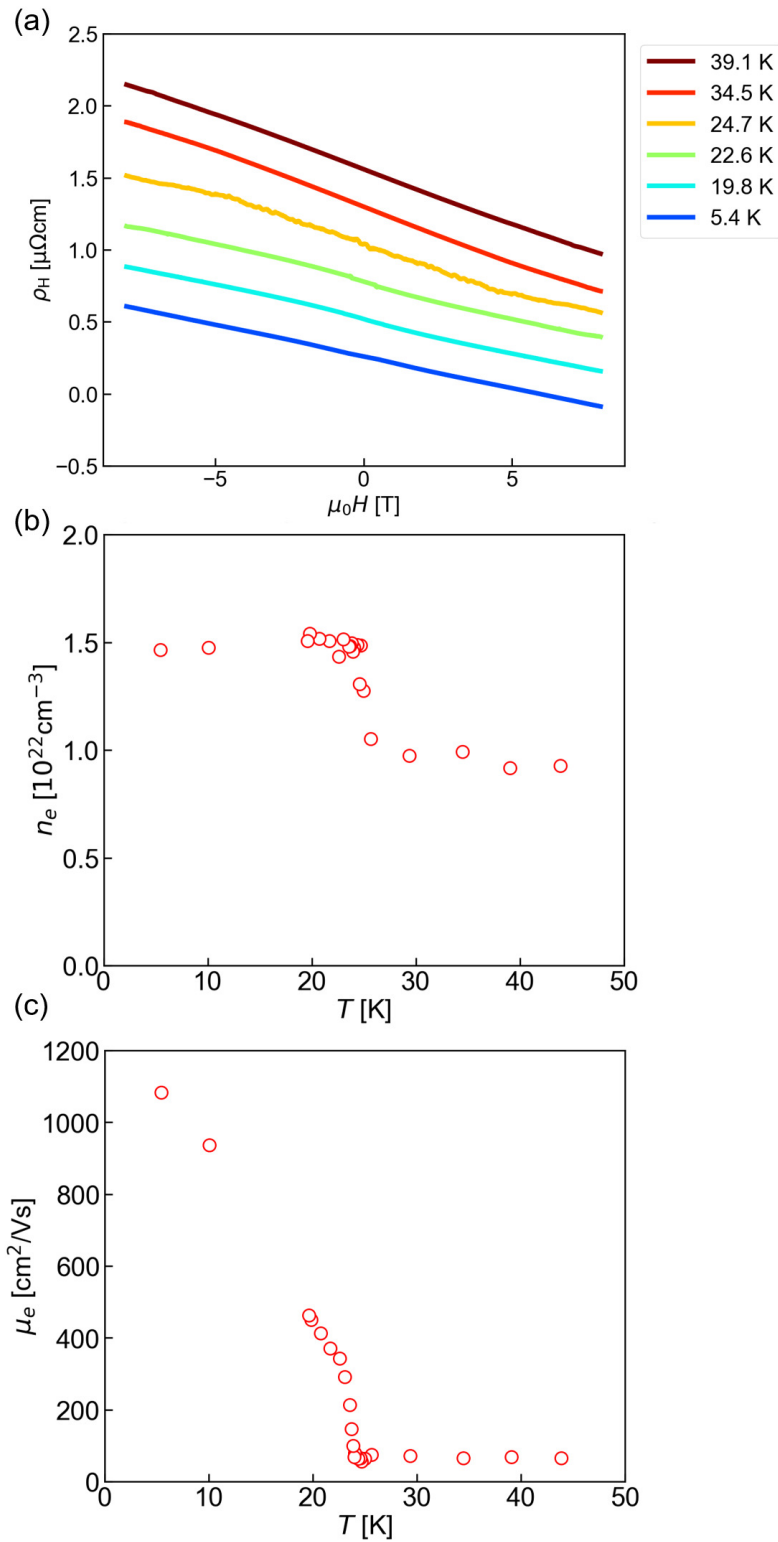 (a)
2.5
2.0
1.5
1.0
0.5
0.0
−0.5
ρH [μΩcm]
−5
0
5
μ0H [T]
39.1 K
34.5 K
24.7 K
22.6 K
19.8 K
5.4 K
(b)
2.0
1.5
1.0
0.5
0.0
ne [10²²cm⁻³]
0
10
20
30
40
50
T [K]
(c)
1200
1000
800
600
400
200
0
μe [cm²/Vs]
0
10
20
30
40
50
T [K]